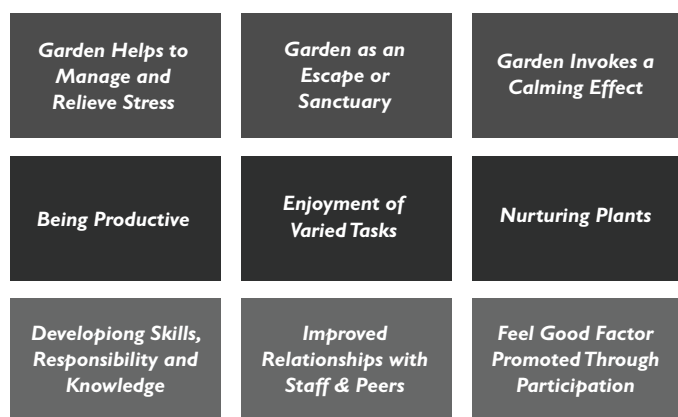 Garden Helps to
Manage and
Relieve Stress
Garden as an
Escape or
Sanctuary
Garden Invokes a
Calming Effect
Being Productive
Enjoyment of
Varied Tasks
Nurturing Plants
Developiong Skills,
Responsibility and
Knowledge
Improved
Relationships with
Staff & Peers
Feel Good Factor
Promoted Through
Participation